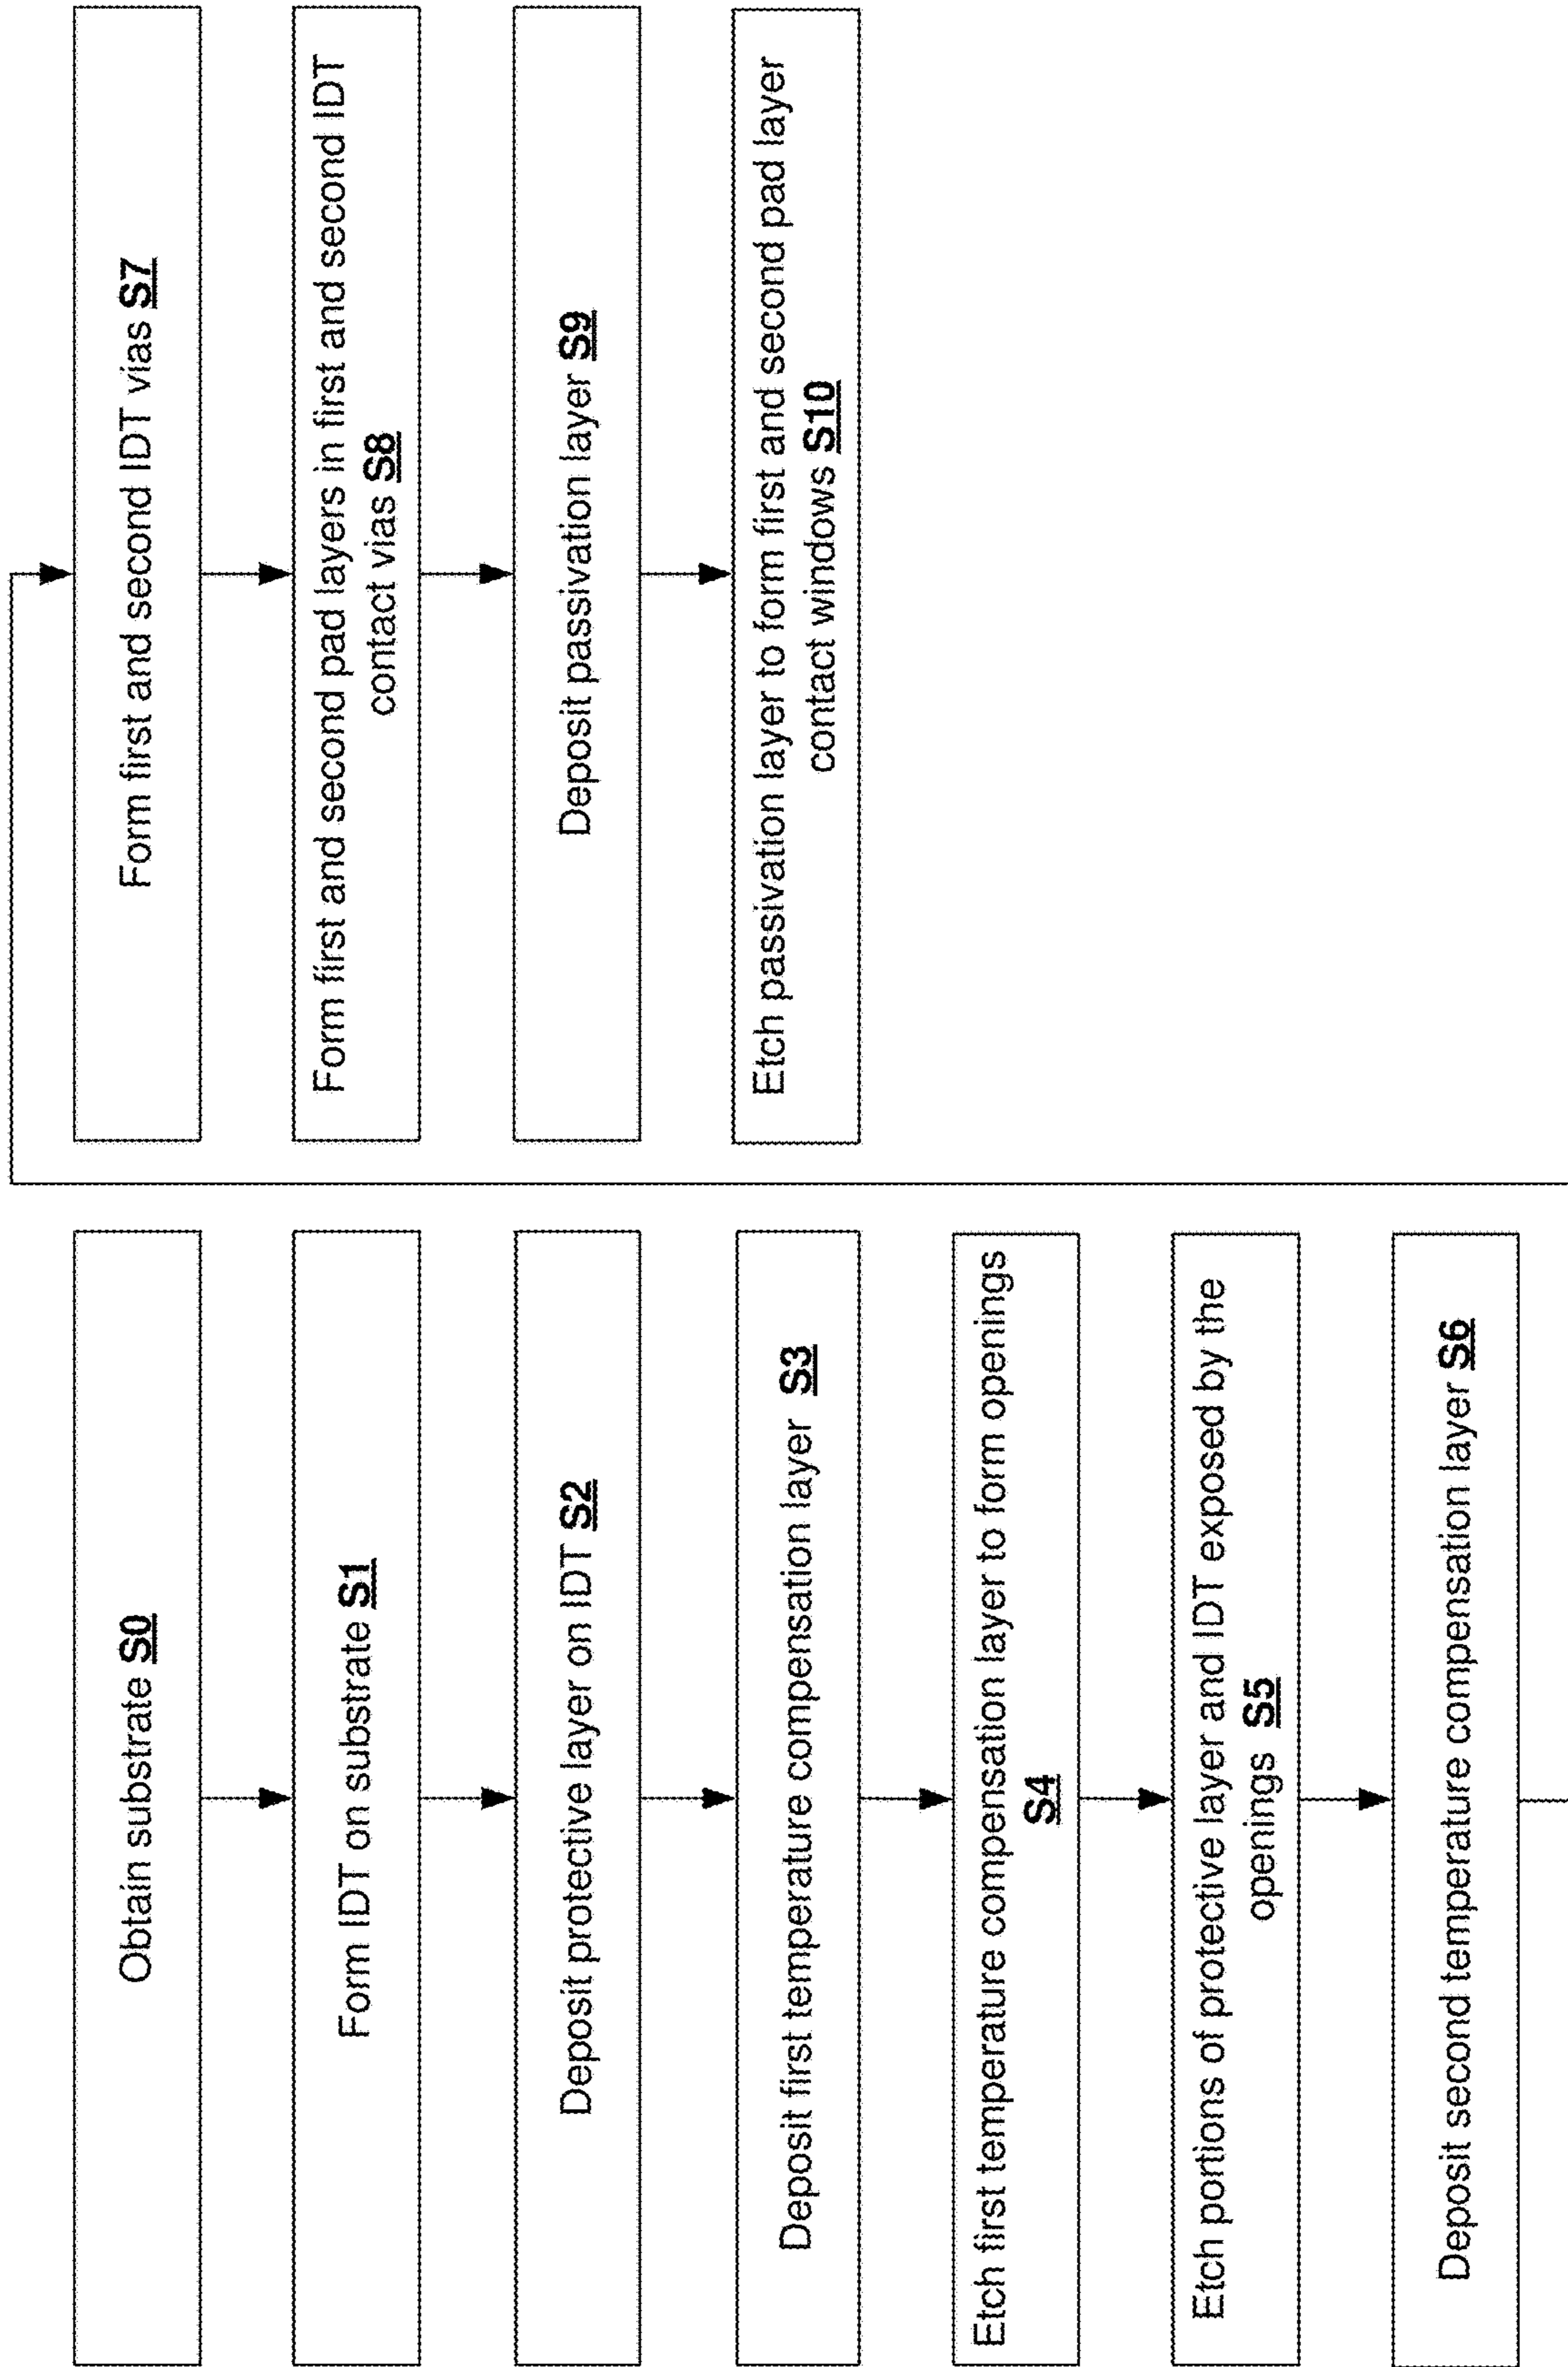 Obtain substrate S0
Form IDT on substrate S1
Deposit protective layer on IDT S2
Deposit first temperature compensation layer S3
Etch first temperature compensation layer to form openings
S4
Etch portions of protective layer and IDT exposed by the
openings S5
Deposit second temperature compensation layer S6
Form first and second IDT vias S7
Form first and second pad layers in first and second IDT
contact vias S8
Deposit passivation layer S9
Etch passivation layer to form first and second pad layer
contact windows S10